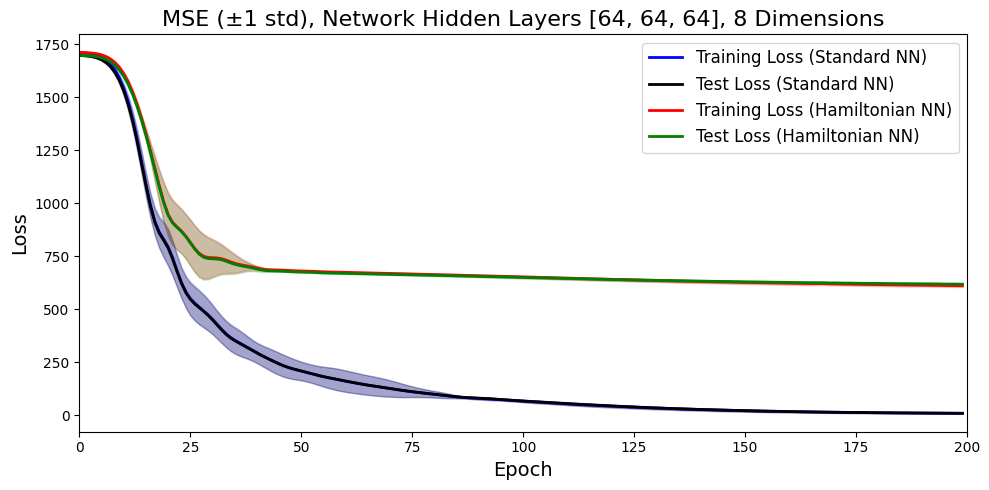 MSE (±1 std), Network Hidden Layers [64, 64, 64], 8 Dimensions
1750
1500
1250
1000
750
500
250
0
Loss
Training Loss (Standard NN)
Test Loss (Standard NN)
Training Loss (Hamiltonian NN)
Test Loss (Hamiltonian NN)
0 25 50 75 100 125 150 175 200
Epoch